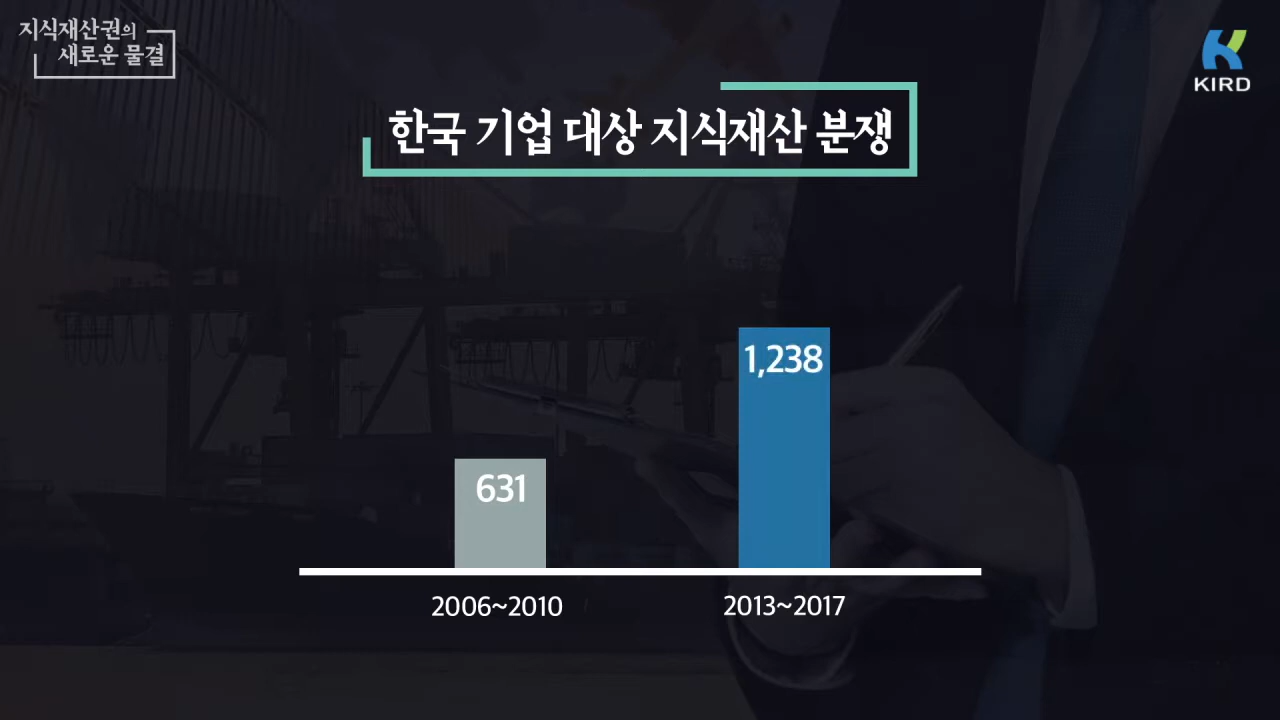 지식재산권의
새로운 물결
KIRD
한국 기업 대상 지식재산 분쟁
631
1,238
2006~2010
2013~2017